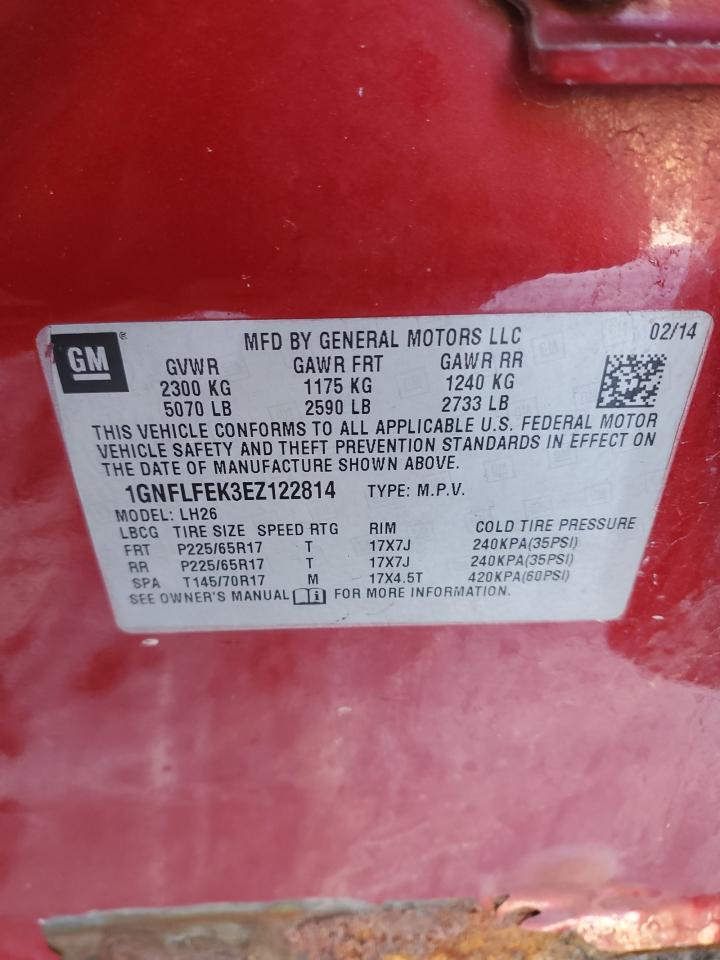 GM ®
MFD BY GENERAL MOTORS LLC 02/14
GVWR GAWR FRT GAWR RR
2300 KG 1175 KG 1240 KG
5070 LB 2590 LB 2733 LB
THIS VEHICLE CONFORMS TO ALL APPLICABLE U.S. FEDERAL MOTOR
VEHICLE SAFETY AND THEFT PREVENTION STANDARDS IN EFFECT ON
THE DATE OF MANUFACTURE SHOWN ABOVE.
1GNFLFEK3EZ122814 TYPE: M.P.V.
MODEL: LH26
LBCG TIRE SIZE SPEED RTG RIM COLD TIRE PRESSURE
FRT P225/65R17 T 17X7J 240KPA(35PSI)
RR P225/65R17 T 17X7J 240KPA(35PSI)
SPA T145/70R17 M 17X4.5T 420KPA(60PSI)
SEE OWNER'S MANUAL i FOR MORE INFORMATION.